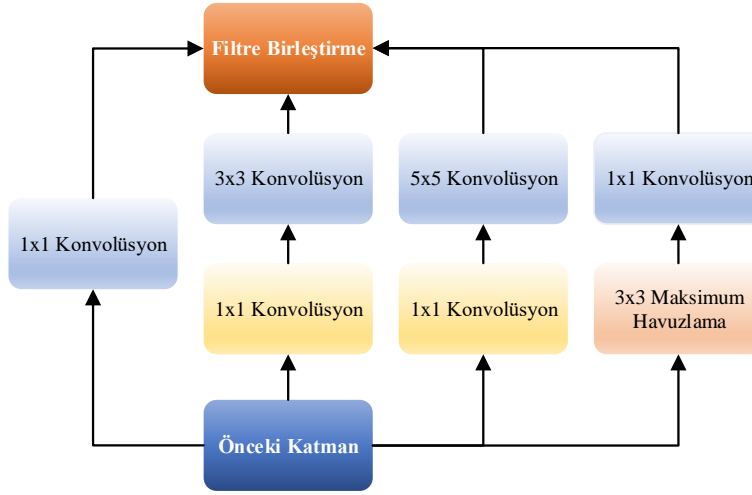 Filtre Birleştirme
3x3 Konvolüsyon
5x5 Konvolüsyon
1x1 Konvolüsyon
1x1 Konvolüsyon
1x1 Konvolüsyon
1x1 Konvolüsyon
3x3 Maksimum
Havuzlama
Önceki Katman